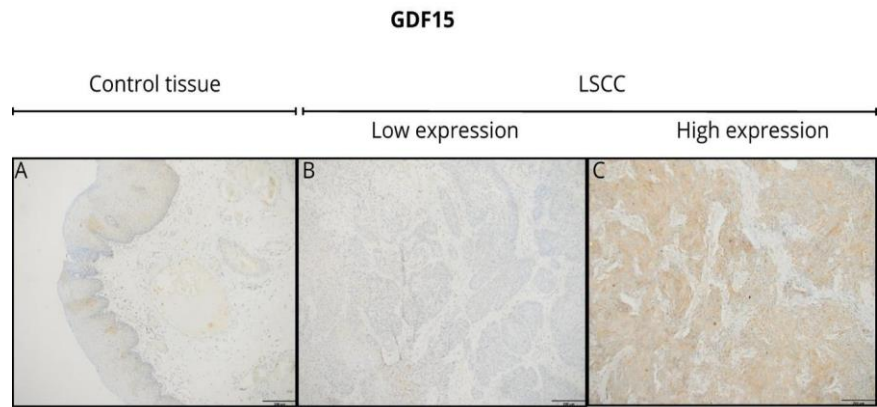 GDF15
Control tissue
LSCC
Low expression
High expression
A
B
C